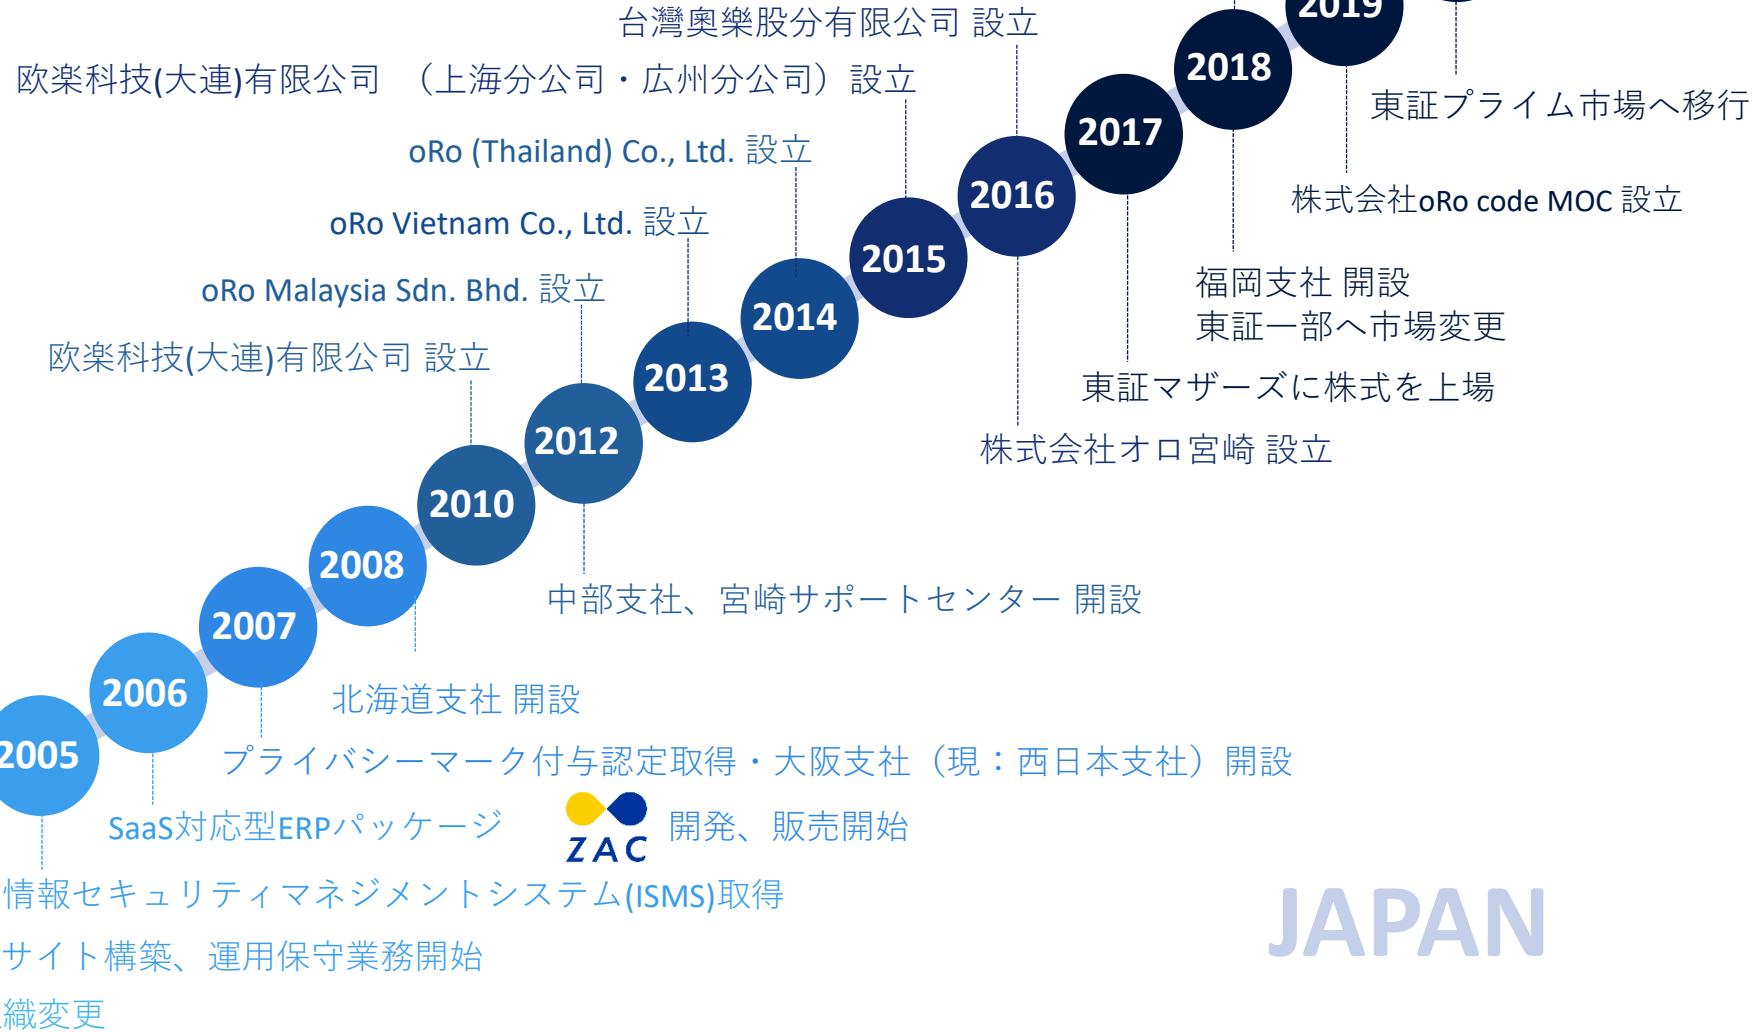 台灣奧樂股分有限公司 設立
2019
欧楽科技(大連)有限公司 （上海分公司・広州分公司）設立
2018
東証プライム市場へ移行
2017
oRo (Thailand) Co., Ltd. 設立
2016
株式会社oRo code MOC 設立
oRo Vietnam Co., Ltd. 設立
2015
oRo Malaysia Sdn. Bhd. 設立
福岡支社 開設
2014
東証一部へ市場変更
欧楽科技(大連)有限公司 設立
2013
東証マザーズに株式を上場
2012
株式会社オロ宮崎 設立
2010
2008
中部支社、宮崎サポートセンター 開設
2007
2006
北海道支社 開設
2005
プライバシーマーク付与認定取得・大阪支社（現：西日本支社）開設
SaaS対応型ERPパッケージ ZAC 開発、販売開始
情報セキュリティマネジメントシステム(ISMS)取得
JAPAN
サイト構築、運用保守業務開始
織変更